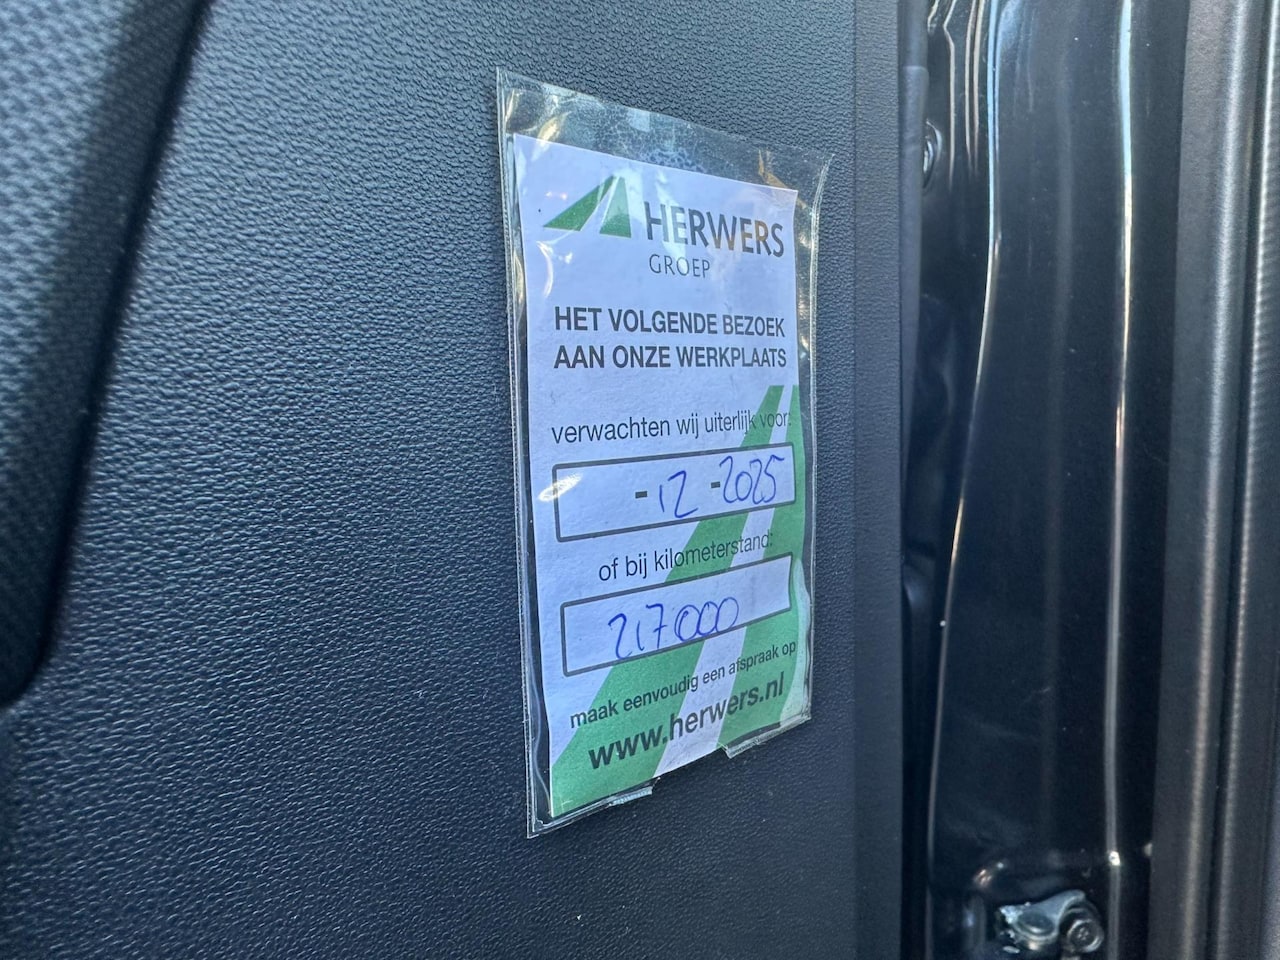 HERWERS
GROEP
HET VOLGENDE BEZOEK
AAN ONZE WERKPLAATS
verwachten wij uiterlijk voor:
-12-2025
of bij kilometerstand:
217000
maak eenvoudig een afspraak op
www.herwers.nl